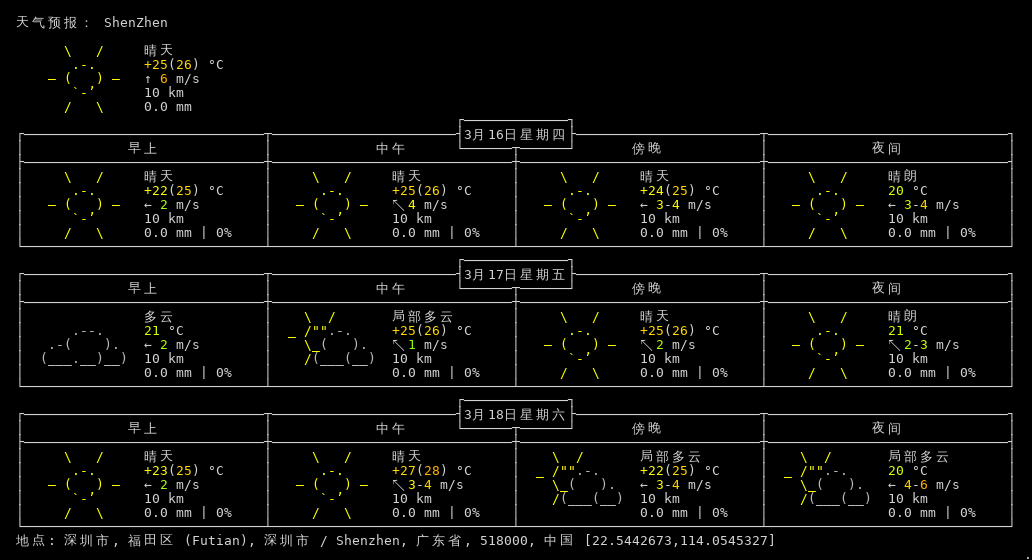 天气预报： ShenZhen
晴天
+25(26) °C
↑ 6 m/s
10 km
0.0 mm
3月16日星期四
早上 中午 傍晚 夜间
晴天 晴天 晴天 晴朗
+22(25) °C +25(26) °C +24(25) °C 20 °C
← 2 m/s ↖ 4 m/s ← 3-4 m/s ← 3-4 m/s
10 km 10 km 10 km 10 km
0.0 mm | 0% 0.0 mm | 0% 0.0 mm | 0% 0.0 mm | 0%
3月17日星期五
早上 中午 傍晚 夜间
多云 局部多云 晴天 晴朗
21 °C +25(26) °C +25(26) °C 21 °C
← 2 m/s ↖ 1 m/s ↖ 2 m/s ↖ 2-3 m/s
10 km 10 km 10 km 10 km
0.0 mm | 0% 0.0 mm | 0% 0.0 mm | 0% 0.0 mm | 0%
3月18日星期六
早上 中午 傍晚 夜间
晴天 晴天 局部多云 局部多云
+23(25) °C +27(28) °C +22(25) °C 20 °C
← 2 m/s ↖ 3-4 m/s ← 3-4 m/s ← 4-6 m/s
10 km 10 km 10 km 10 km
0.0 mm | 0% 0.0 mm | 0% 0.0 mm | 0% 0.0 mm | 0%
地点: 深圳市, 福田区 (Futian), 深圳市 / Shenzhen, 广东省, 518000, 中国 [22.5442673,114.0545327]